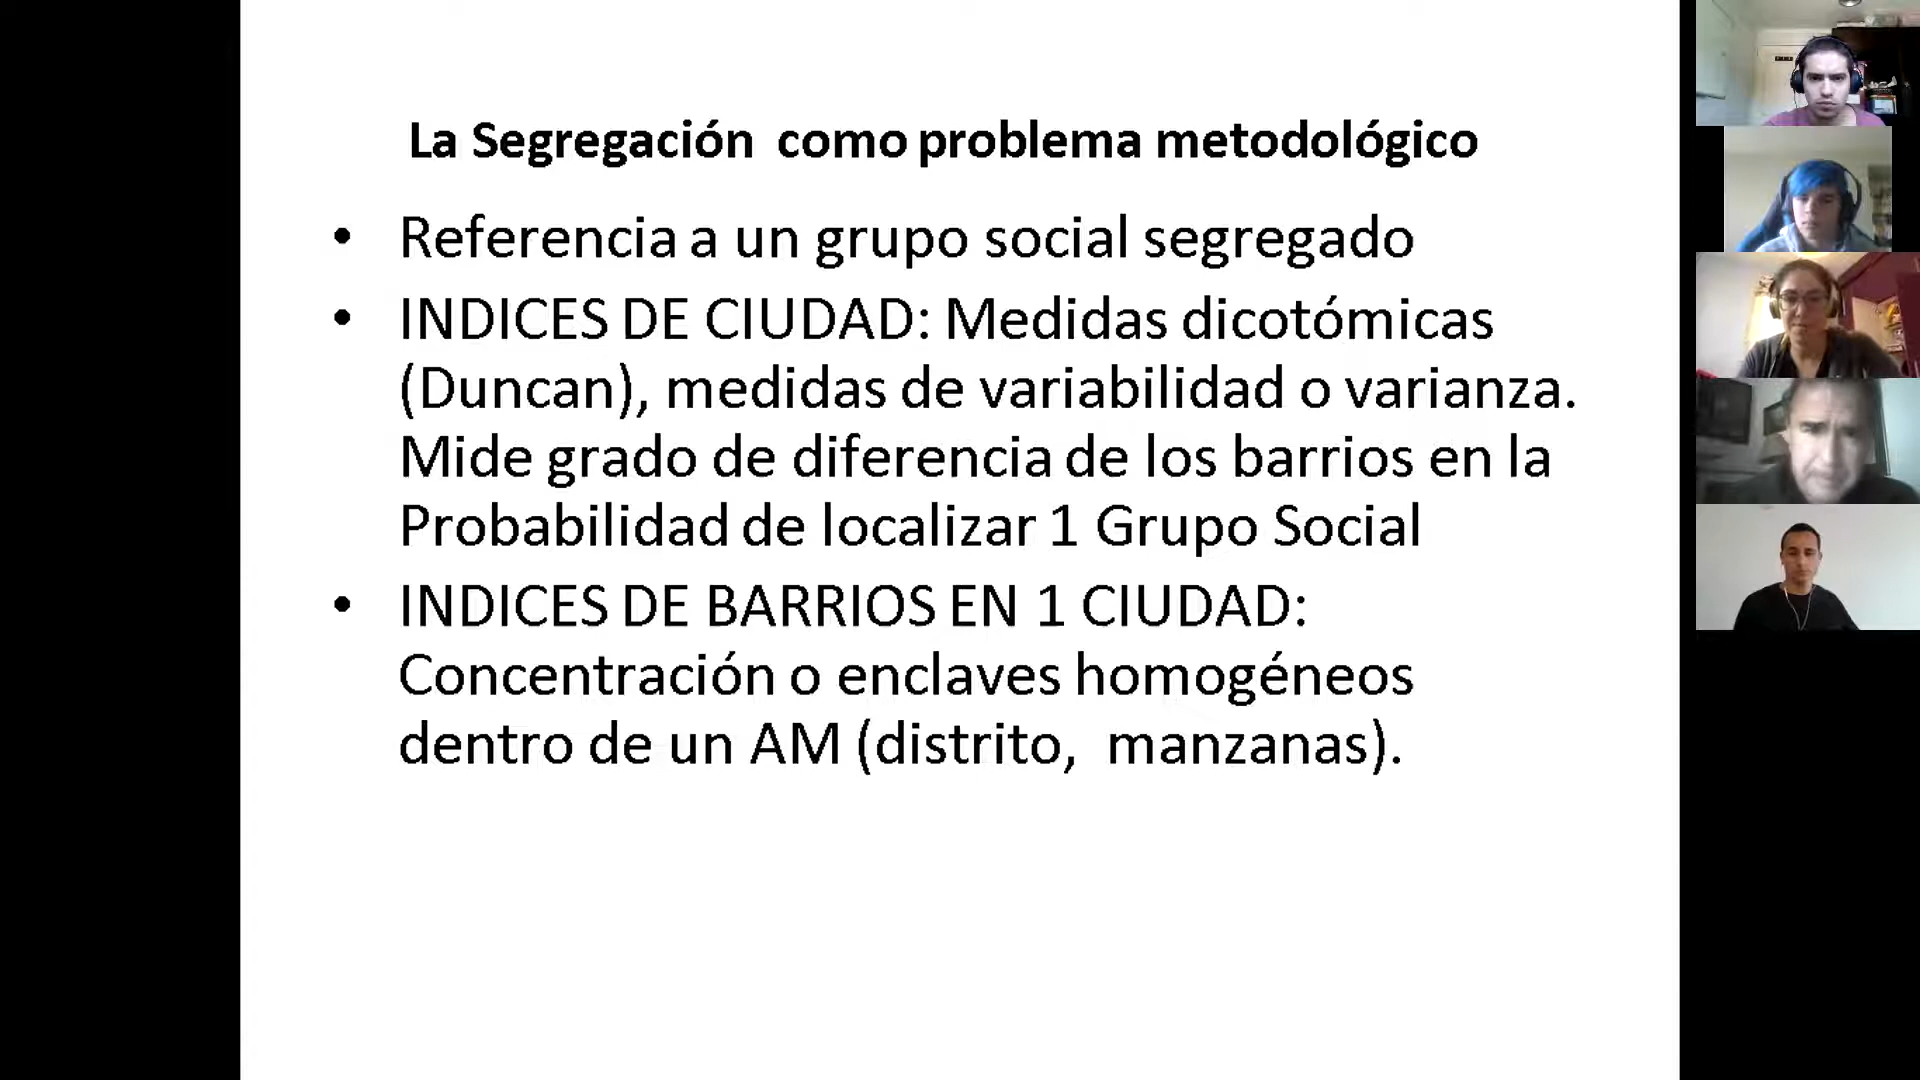 La Segregación como problema metodológico
• Referencia a un grupo social segregado
• INDICES DE CIUDAD: Medidas dicotómicas
(Duncan), medidas de variabilidad o varianza.
Mide grado de diferencia de los barrios en la
Probabilidad de localizar 1 Grupo Social
• INDICES DE BARRIOS EN 1 CIUDAD:
Concentración o enclaves homogéneos
dentro de un AM (distrito, manzanas).